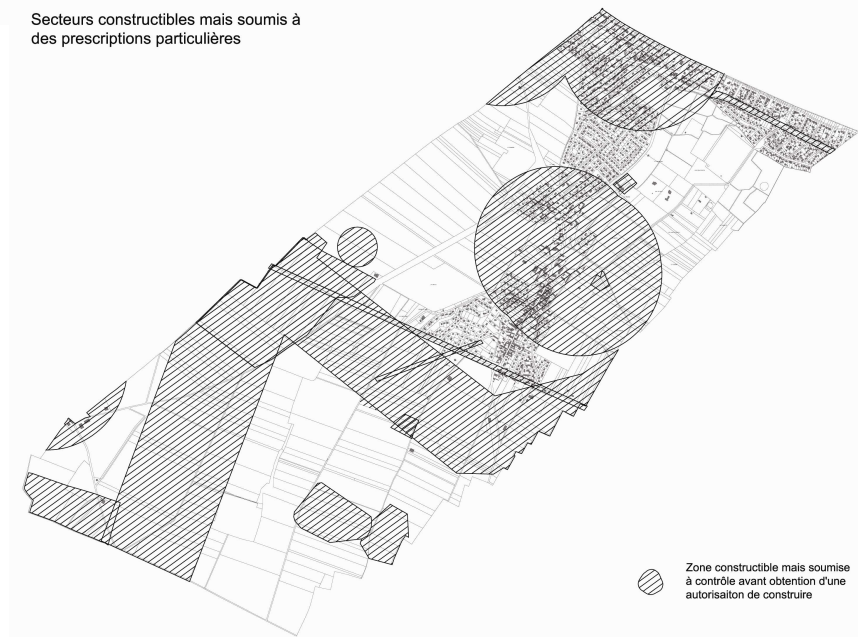 Secteurs constructibles mais soumis à
des prescriptions particulières
Zone constructible mais soumise
à contrôle avant obtention d'une
autorisaiton de construire